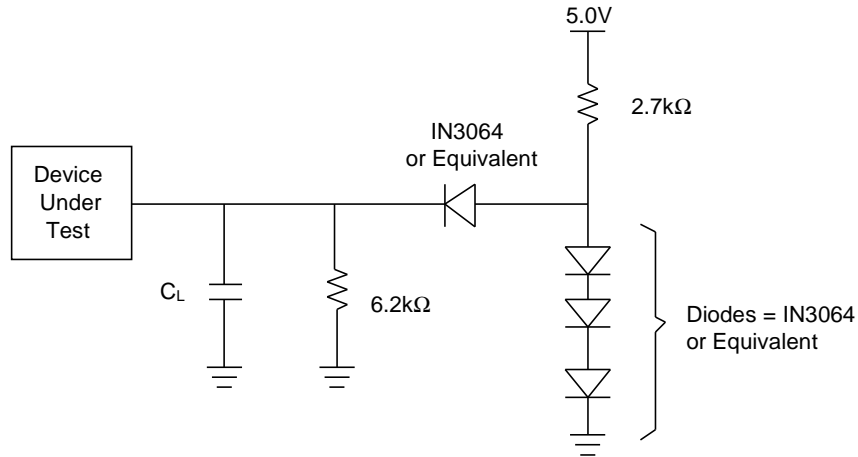 5.0V
2.7kΩ
IN3064
or Equivalent
Device
Under
Test
CL
6.2kΩ
Diodes = IN3064
or Equivalent